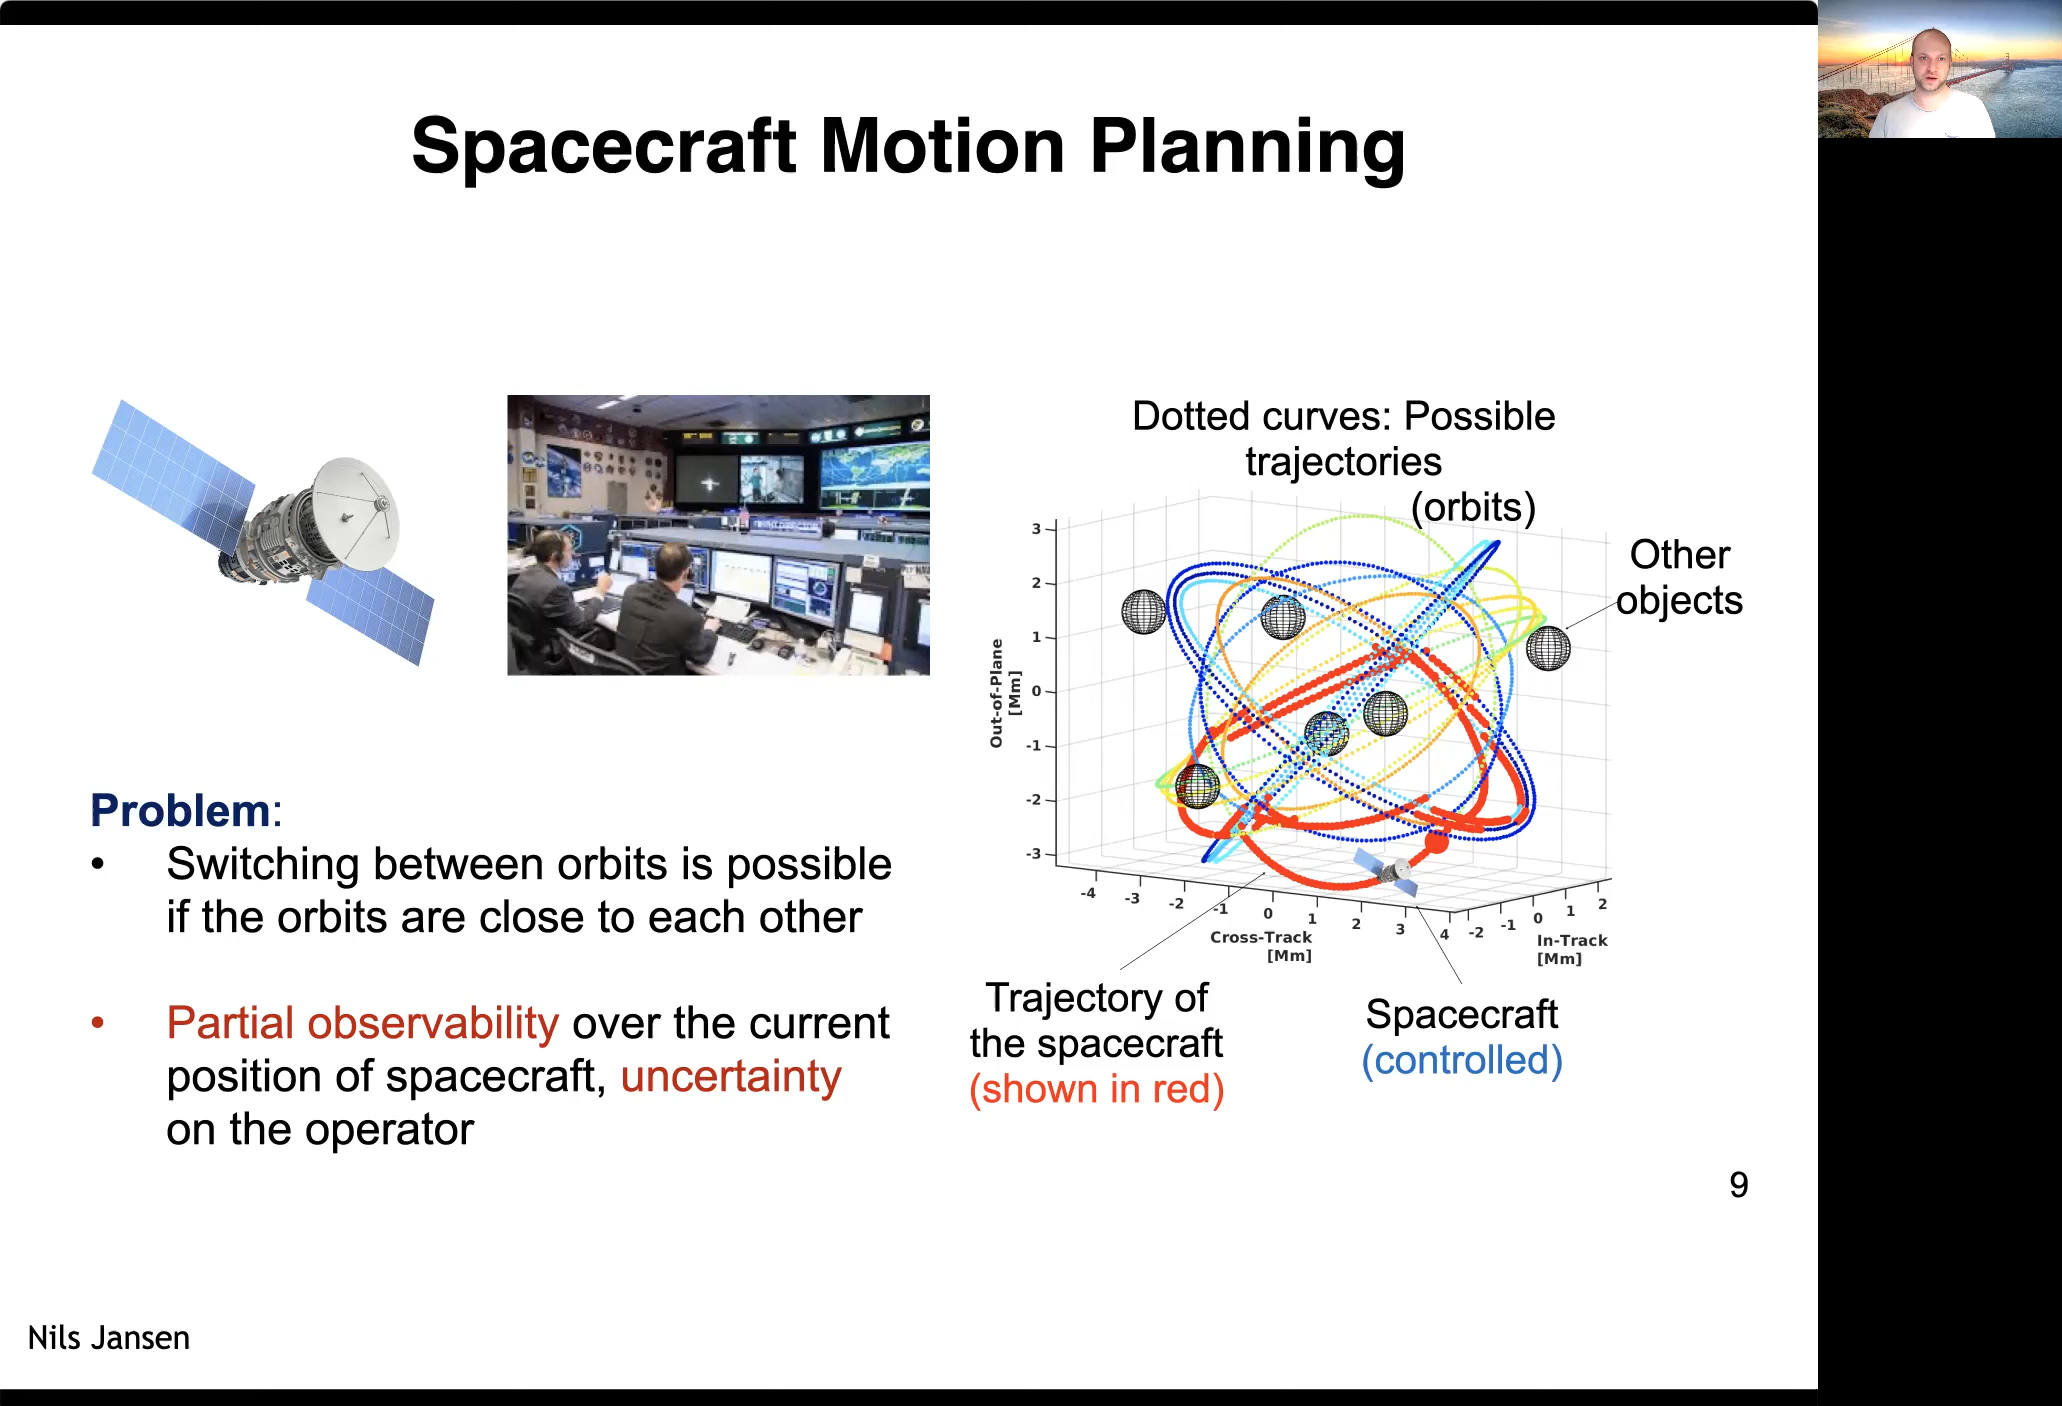 Spacecraft Motion Planning
Dotted curves: Possible
trajectories
(orbits)
Other
objects
3
2
1
0
-1
-2
-3
Out-of-Plane
[Mm]
-4
-3
-2
-1
0
1
2
3
4
Cross-Track
[Mm]
-2
-1
0
1
2
In-Track
[Mm]
Trajectory of
the spacecraft
(shown in red)
Spacecraft
(controlled)
Problem:
• Switching between orbits is possible
if the orbits are close to each other
• Partial observability over the current
position of spacecraft, uncertainty
on the operator
9
Nils Jansen